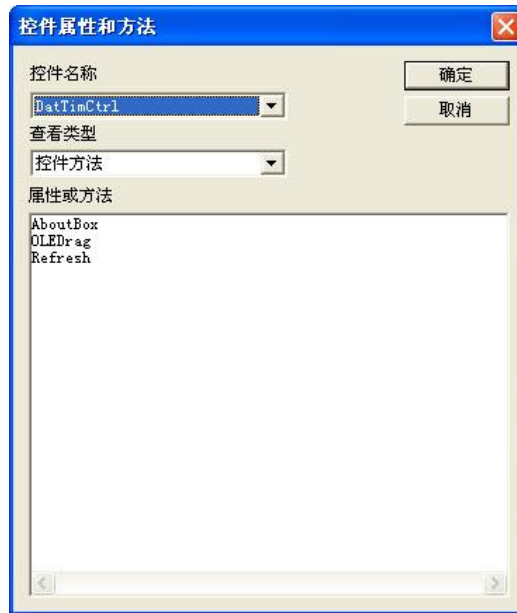 控件属性和方法
控件名称
确定
DatTimCtrl
取消
查看类型
控件方法
属性或方法
AboutBox
OLEDrag
Refresh